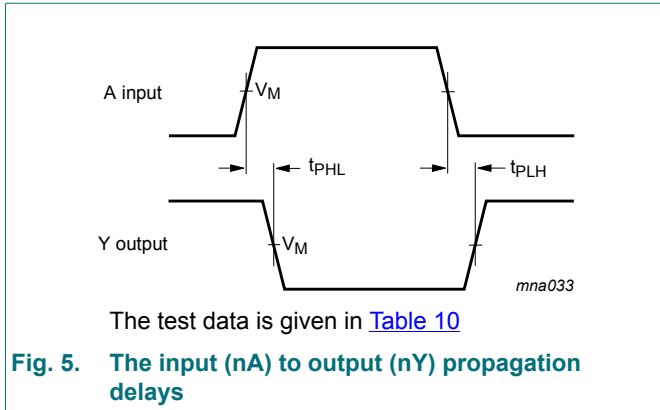 A input
V_M
t_PHL
t_PLH
Y output
V_M
mna033
The test data is given in Table 10
Fig. 5. The input (nA) to output (nY) propagation
delays